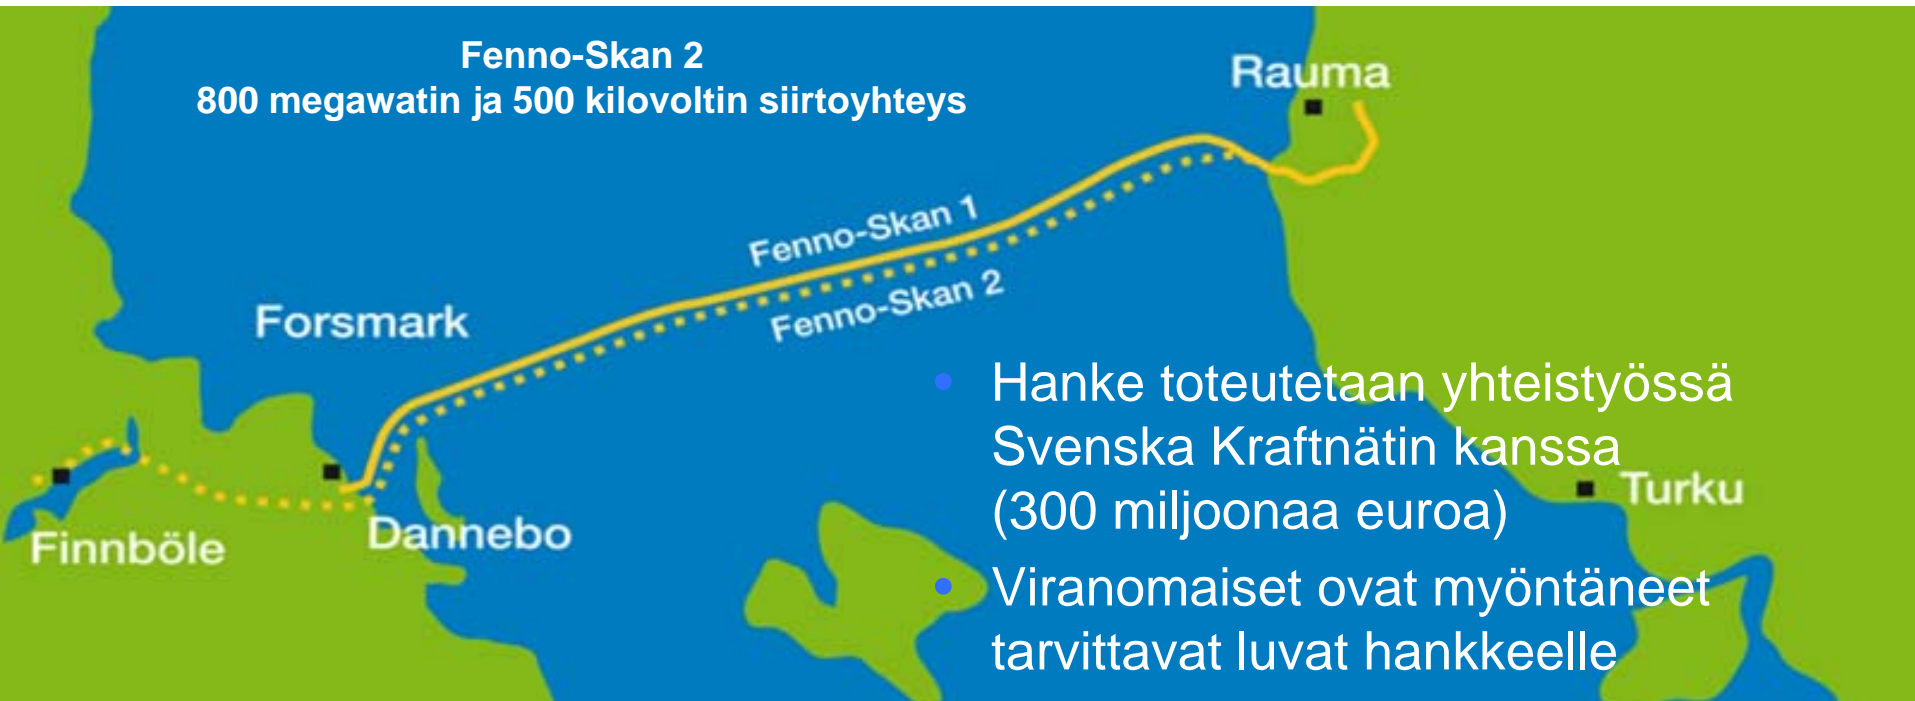 Fenno-Skan 2
800 megawatin ja 500 kilovoltin siirtoyhteys
Rauma
Fenno-Skan 1
Fenno-Skan 2
Forsmark
Finnböle
Dannebo
Turku
• Hanke toteutetaan yhteistyössä
Svenska Kraftnätin kanssa
(300 miljoonaa euroa)
• Viranomaiset ovat myöntäneet
tarvittavat luvat hankkeelle